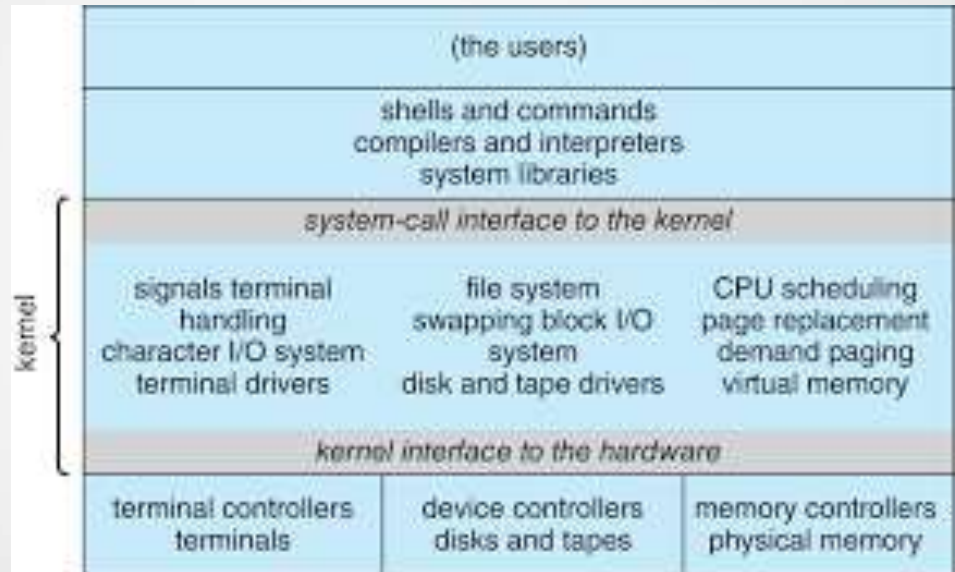 (the users)
shells and commands
compilers and interpreters
system libraries
system-call interface to the kernel
kernel
signals terminal
handling
character I/O system
terminal drivers
file system
swapping block I/O
system
disk and tape drivers
CPU scheduling
page replacement
demand paging
virtual memory
kernel interface to the hardware
terminal controllers
terminals
device controllers
disks and tapes
memory controllers
physical memory